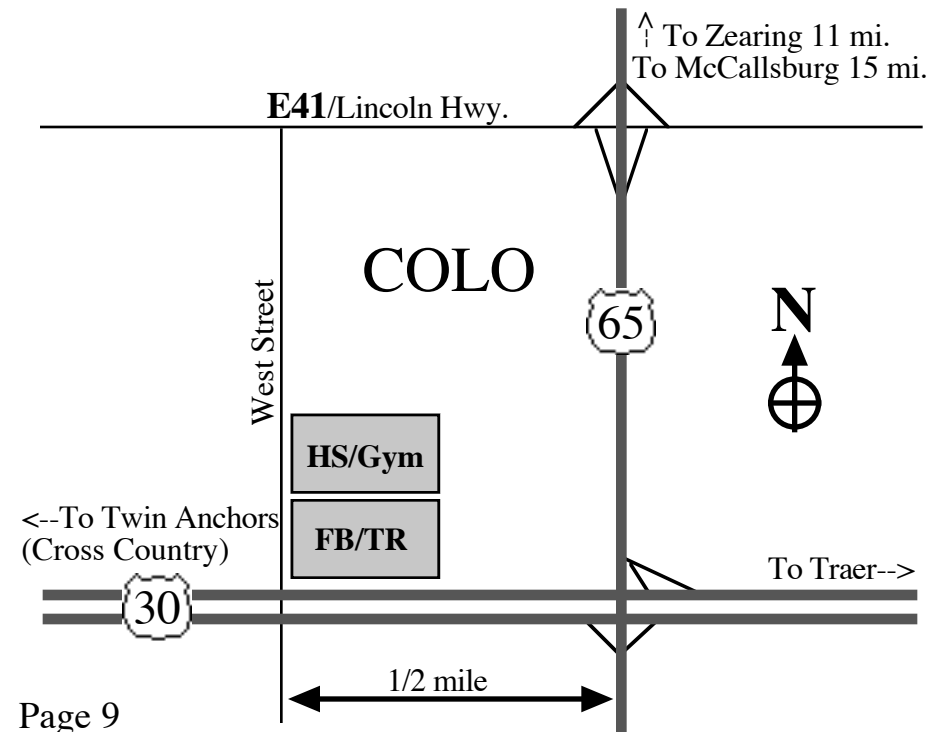 To Zearing 11 mi.
To McCallsburg 15 mi.
E41/Lincoln Hwy.
COLO
65
N
West Street
HS/Gym
FB/TR
<--To Twin Anchors
(Cross Country)
To Traer-->
30
1/2 mile
Page 9